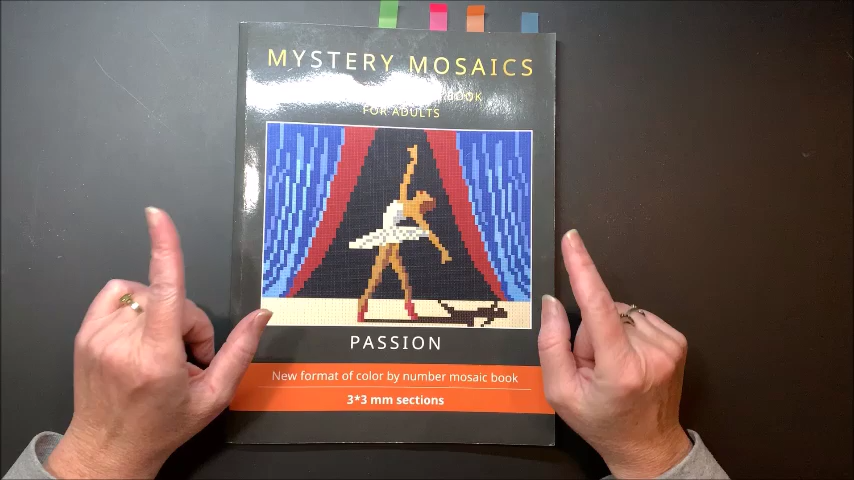 MYSTERY MOSAICS
BOOK
FOR ADULTS
PASSION
New format of color by number mosaic book
3*3 mm sections